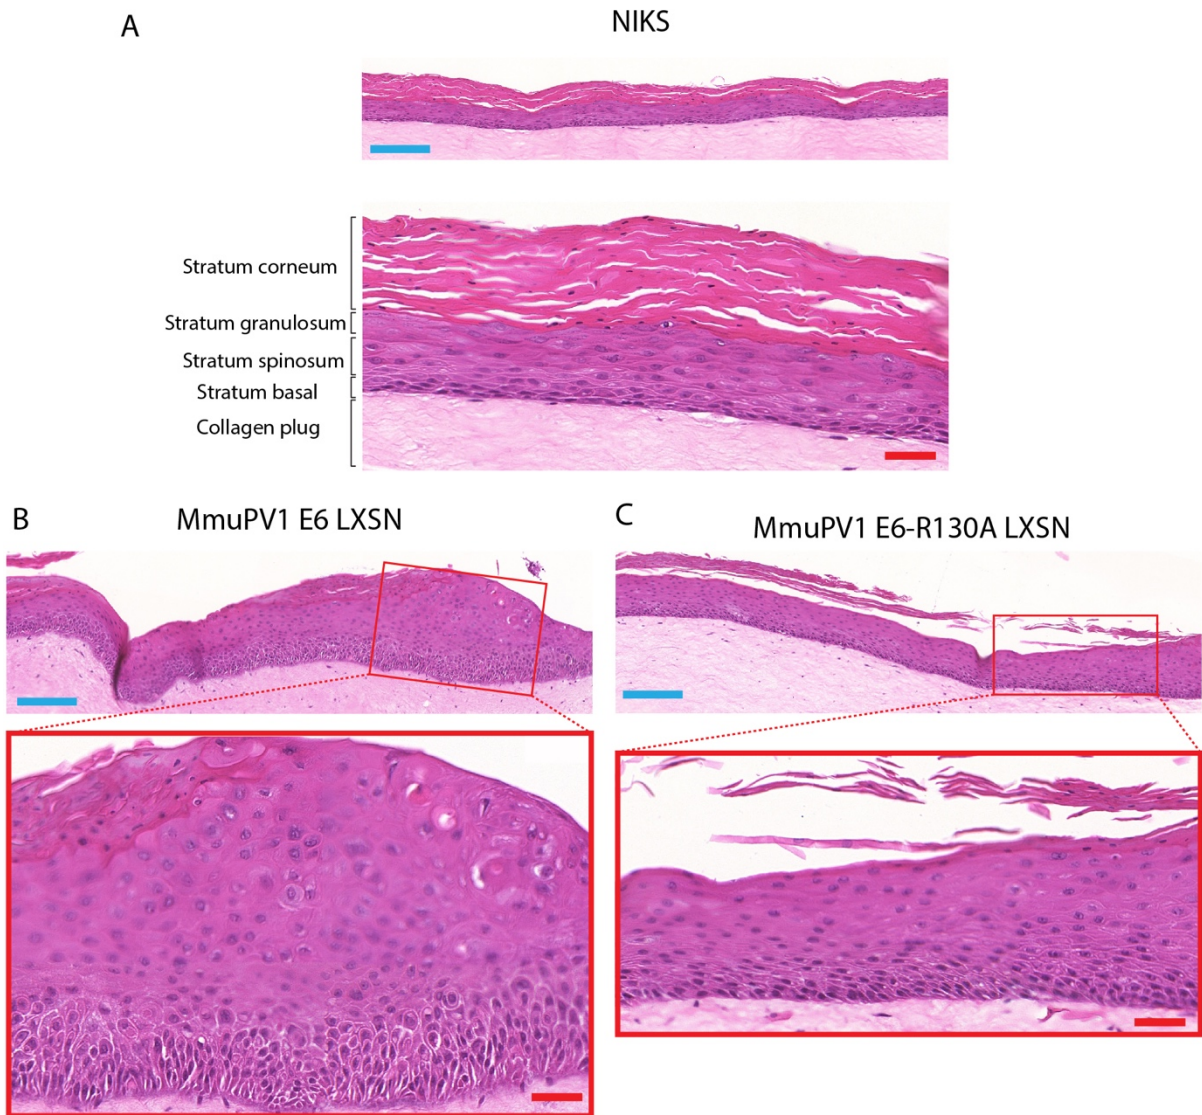 A
NIKS
Stratum corneum
Stratum granulosum
Stratum spinosum
Stratum basal
Collagen plug
B
MmuPV1 E6 LXSN
C
MmuPV1 E6-R130A LXSN